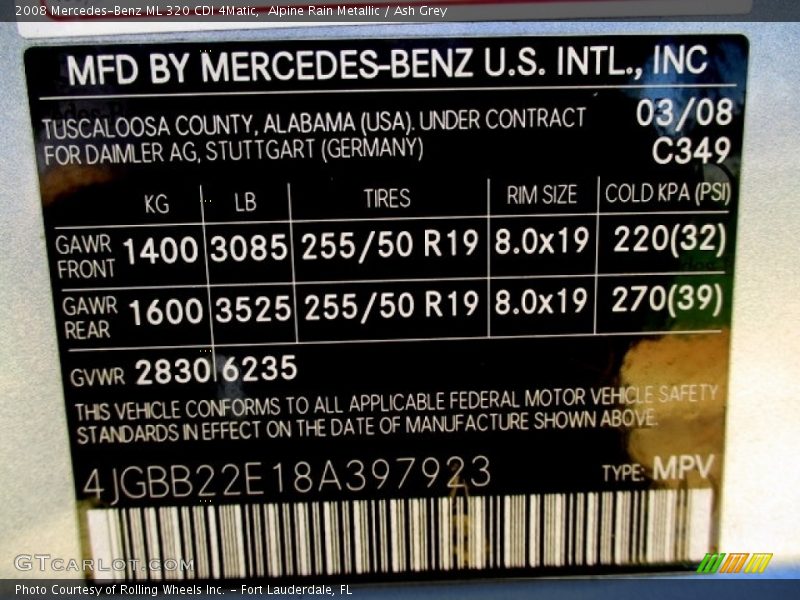 2008 Mercedes-Benz ML 320 CDI 4Matic, Alpine Rain Metallic / Ash Grey
MFD BY MERCEDES-BENZ U.S. INTL., INC
TUSCALOOSA COUNTY, ALABAMA (USA). UNDER CONTRACT 03/08
FOR DAIMLER AG, STUTTGART (GERMANY) C349
KG LB TIRES RIM SIZE COLD KPA (PSI)
GAWR FRONT 1400 3085 255/50 R19 8.0x19 220(32)
GAWR REAR 1600 3525 255/50 R19 8.0x19 270(39)
GVWR 2830 6235
THIS VEHICLE CONFORMS TO ALL APPLICABLE FEDERAL MOTOR VEHICLE SAFETY
STANDARDS IN EFFECT ON THE DATE OF MANUFACTURE SHOWN ABOVE.
4JGBB22E18A397923 TYPE: MPV
GTCARLOT.COM
Photo Courtesy of Rolling Wheels Inc. - Fort Lauderdale, FL